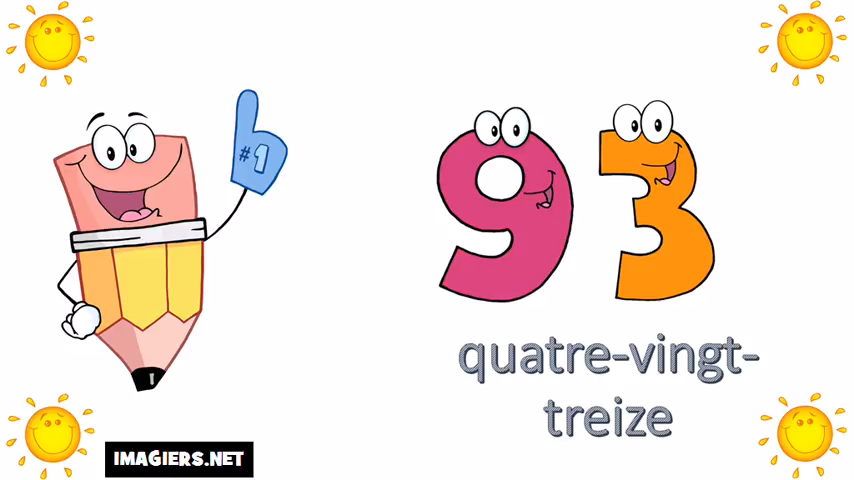 #1
93
quatre-vingt-
treize
IMAGIERS.NET